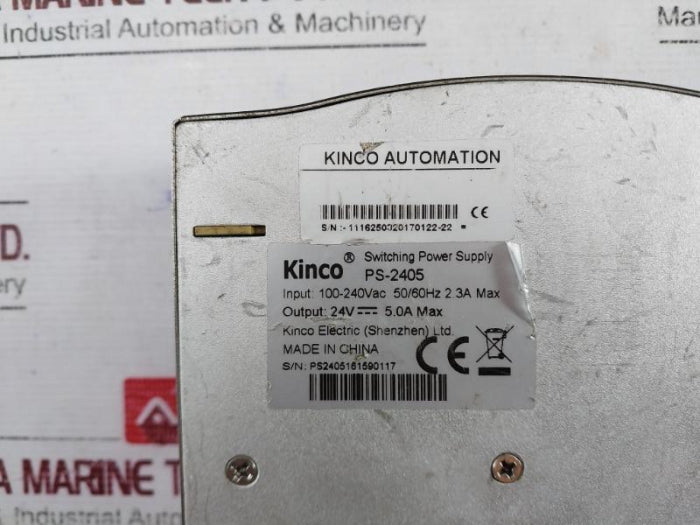 MARINE
Industrial Automation & Machinery
Ma
KINCO AUTOMATION
CE
S/N :- 1116250020170122-22
Kinco® Switching Power Supply
PS-2405
Input: 100-240Vac 50/60Hz 2.3A Max
Output: 24V 5.0A Max
Kinco Electric (Shenzhen) Ltd.
MADE IN CHINA
CE
S/N: PS2405161590117
D.
ery
A MARINE T
Industrial Auto